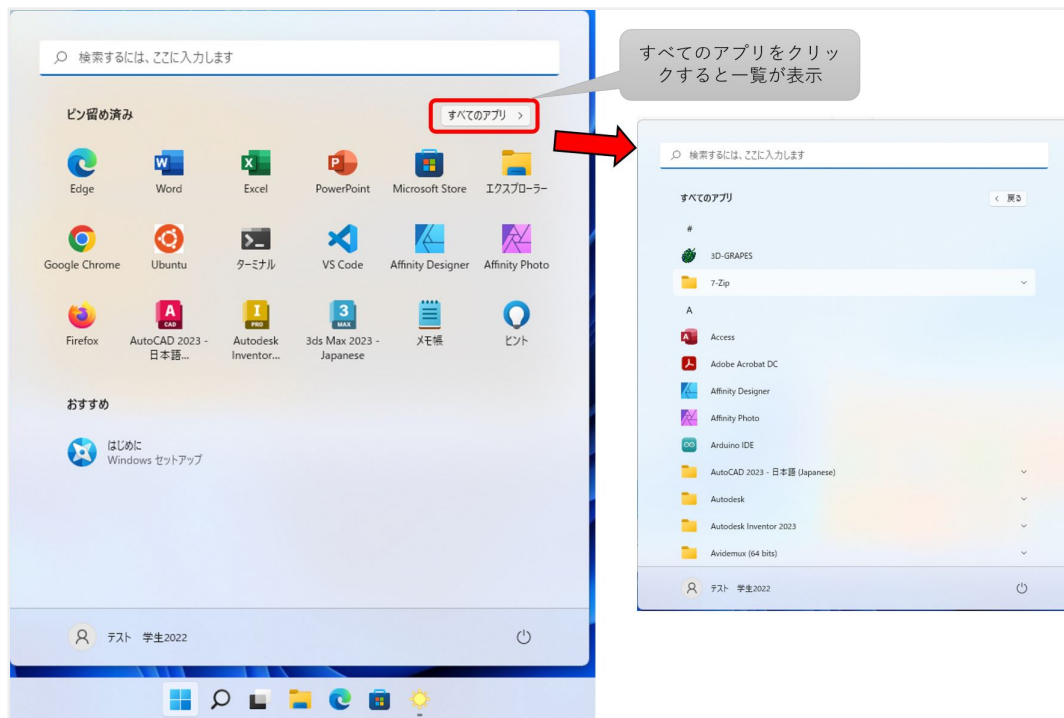 検索するには、ここに入力します
ピン留め済み
すべてのアプリ >
Edge
Word
Excel
PowerPoint
Microsoft Store
エクスプローラー
Google Chrome
Ubuntu
ターミナル
VS Code
Affinity Designer
Affinity Photo
Firefox
AutoCAD 2023 -
日本語...
Autodesk
Inventor...
3ds Max 2023 -
Japanese
メモ帳
ヒント
おすすめ
はじめに
Windows セットアップ
テスト 学生2022
すべてのアプリをクリッ
クすると一覧が表示
検索するには、ここに入力します
すべてのアプリ
< 戻る
#
3D-GRAPES
7-Zip
A
Access
Adobe Acrobat DC
Affinity Designer
Affinity Photo
Arduino IDE
AutoCAD 2023 - 日本語 (Japanese)
Autodesk
Autodesk Inventor 2023
Avidemux (64 bits)
テスト 学生2022